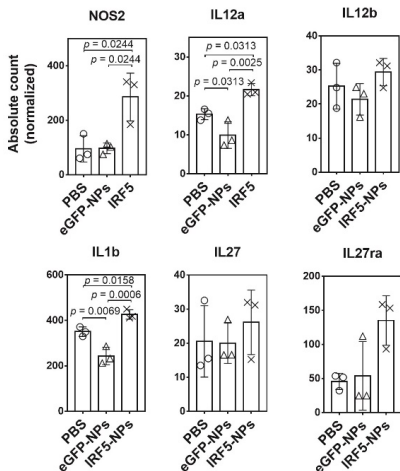 NOS2
IL12a
IL12b
Absolute count
(normalized)
p = 0.0244
p = 0.0244
400
200
0
p = 0.0313
p = 0.0025
p = 0.0313
30
20
10
0
40
30
20
10
0
PBS
eGFP-NPs
IRF5
PBS
eGFP-NPs
IRF5
PBS
eGFP-NPs
IRF5-NPs
IL1b
IL27
IL27ra
p = 0.0158
p = 0.0006
p = 0.0069
600
400
200
0
40
30
20
10
0
200
150
100
50
0
PBS
eGFP-NPs
IRF5-NPs
PBS
eGFP-NPs
IRF5-NPs
PBS
eGFP-NPs
IRF5-NPs